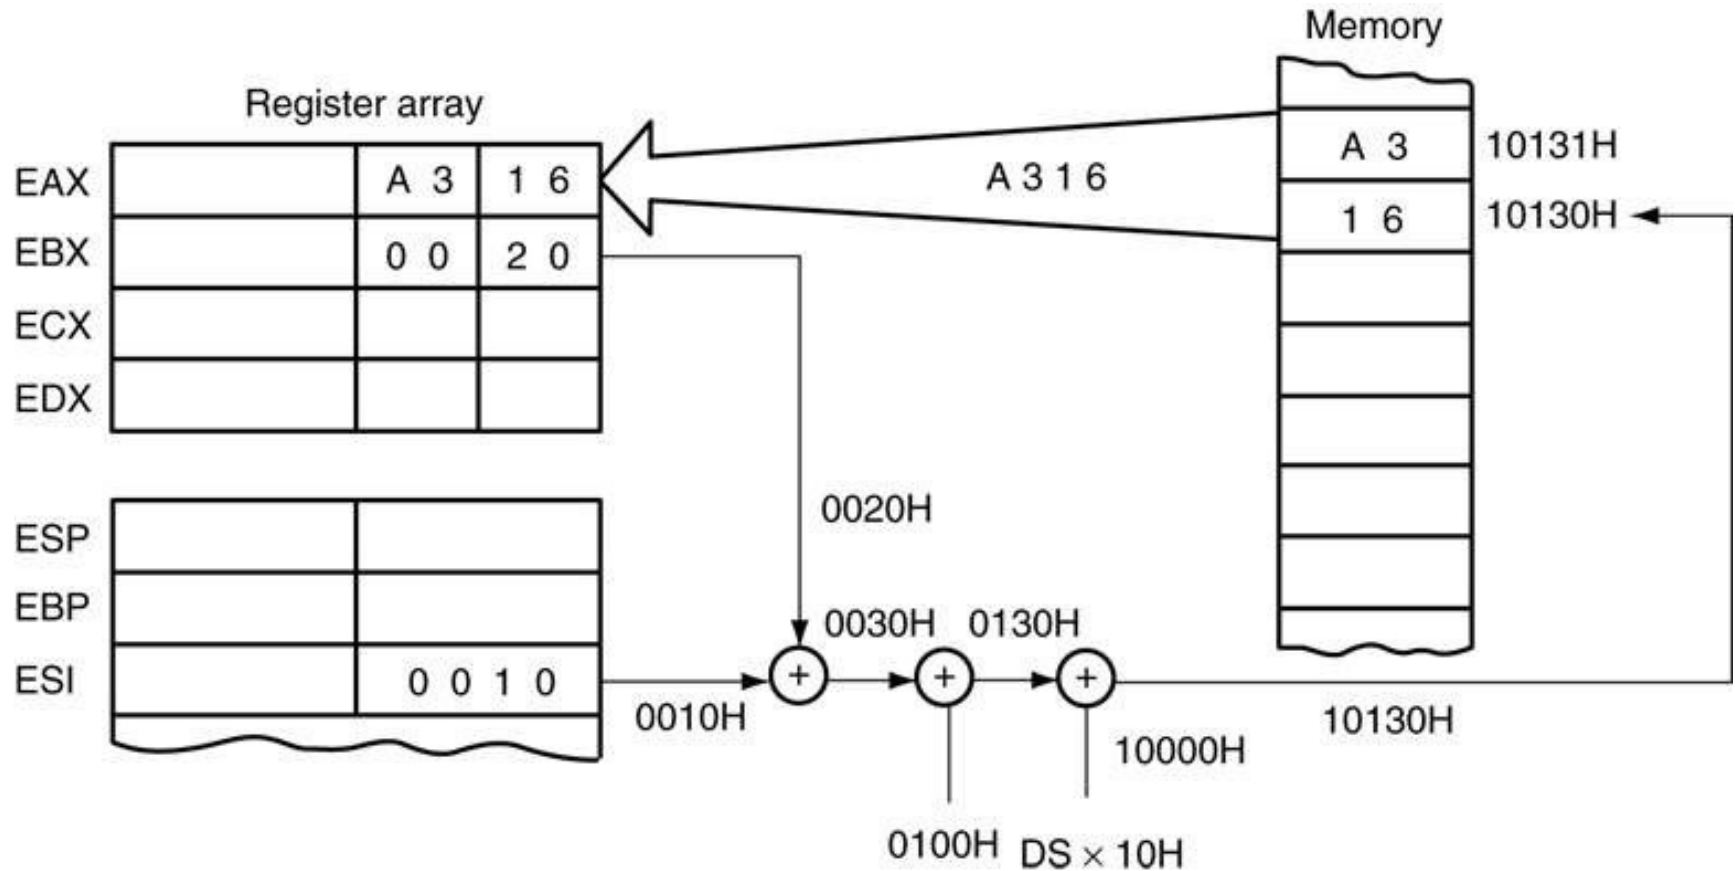 Memory
Register array
EAX A 3 1 6
A 3 1 6
A 3 10131H
1 6 10130H
EBX 0 0 2 0
ECX
EDX
ESP
0020H
EBP
0030H 0130H
ESI 0 0 1 0
+ + +
0010H
10130H
10000H
0100H DS × 10H